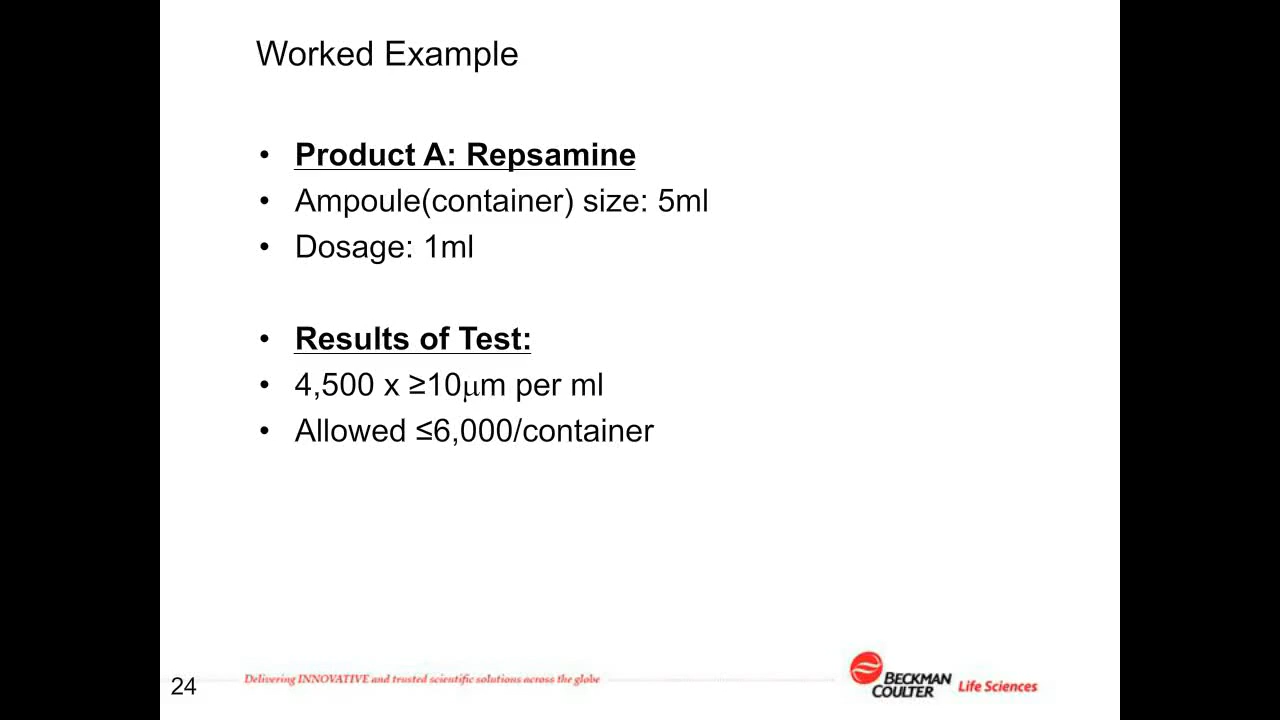 Worked Example
• Product A: Repsamine
• Ampoule(container) size: 5ml
• Dosage: 1ml
• Results of Test:
• 4,500 x ≥10μm per ml
• Allowed ≤6,000/container
24
Delivering INNOVATIVE and trusted scientific solutions across the globe
BECKMAN
COULTER
Life Sciences